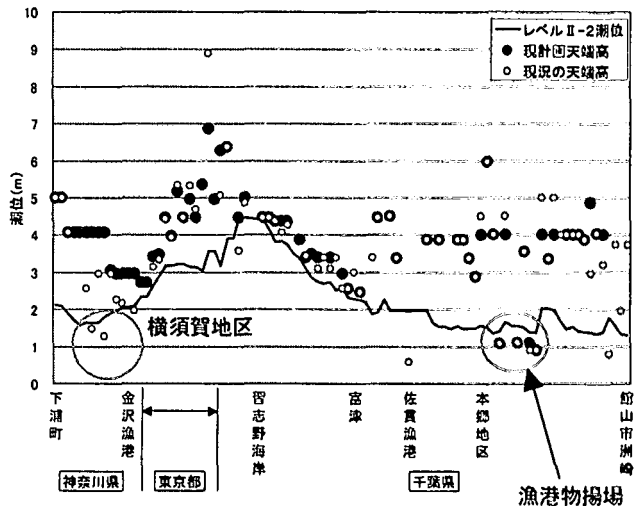 10
9
8
7
6
5
4
3
2
1
0
潮位(m)
レベルⅡ-2潮位
現計画天端高
現況の天端高
横須賀地区
下浦町
金沢漁港
習志野海岸
富津
佐貫漁港
本郷地区
館山市洲崎
神奈川県
東京都
千葉県
漁港物揚場